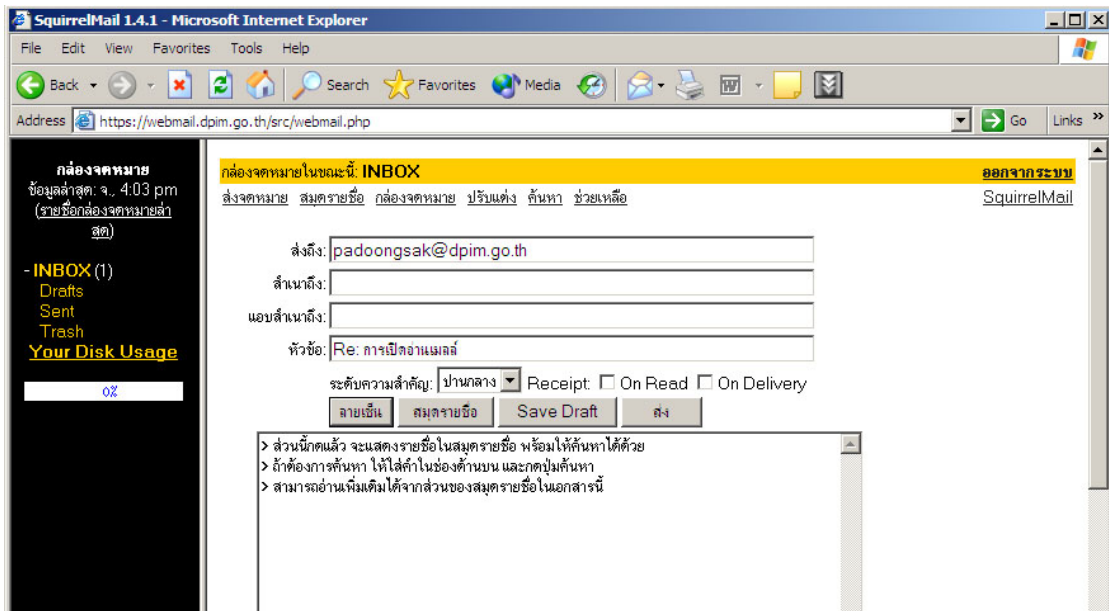 SquirrelMail 1.4.1 - Microsoft Internet Explorer
File Edit View Favorites Tools Help
Back Search Favorites Media
Address https://webmail.dpim.go.th/src/webmail.php Go Links »
กล่องจดหมาย
ข้อมูลล่าสุด: จ., 4:03 pm
(รายชื่อกล่องจดหมายล่า
สุด)
- INBOX (1)
Drafts
Sent
Trash
Your Disk Usage
0%
กล่องจดหมายในขณะนี้: INBOX ออกจากระบบ
ส่งจดหมาย สมุดรายชื่อ กล่องจดหมาย ปรับแต่ง ค้นหา ช่วยเหลือ SquirrelMail
ส่งถึง: padoongsak@dpim.go.th
สำเนาถึง:
แอบสำเนาถึง:
หัวข้อ: Re: การเปิดอ่านเมลล์
ระดับความสำคัญ: ปานกลาง Receipt: On Read On Delivery
ลายเซ็น สมุดรายชื่อ Save Draft ส่ง
> ส่วนนี้กดแล้ว จะแสดงรายชื่อในสมุดรายชื่อ พร้อมให้ค้นหาได้ด้วย
> ถ้าต้องการค้นหา ให้ใส่คำในช่องด้านบน และกดปุ่มค้นหา
> สามารถอ่านเพิ่มเติมได้จากส่วนของสมุดรายชื่อในเอกสารนี้